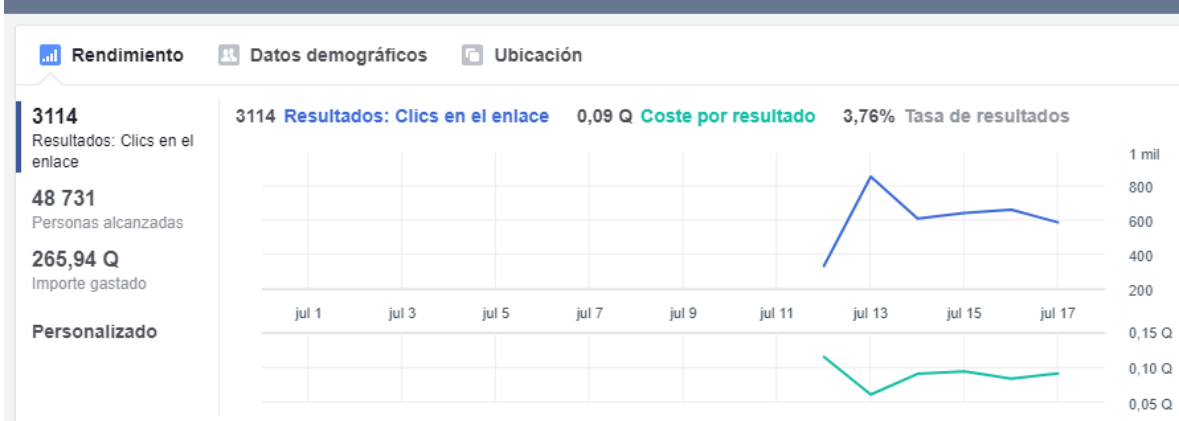 Rendimiento Datos demográficos Ubicación
3114
Resultados: Clics en el
enlace
48 731
Personas alcanzadas
265,94 Q
Importe gastado
Personalizado
3114 Resultados: Clics en el enlace 0,09 Q Coste por resultado 3,76% Tasa de resultados
1 mil
800
600
400
200
jul 1 jul 3 jul 5 jul 7 jul 9 jul 11 jul 13 jul 15 jul 17
0,15 Q
0,10 Q
0,05 Q